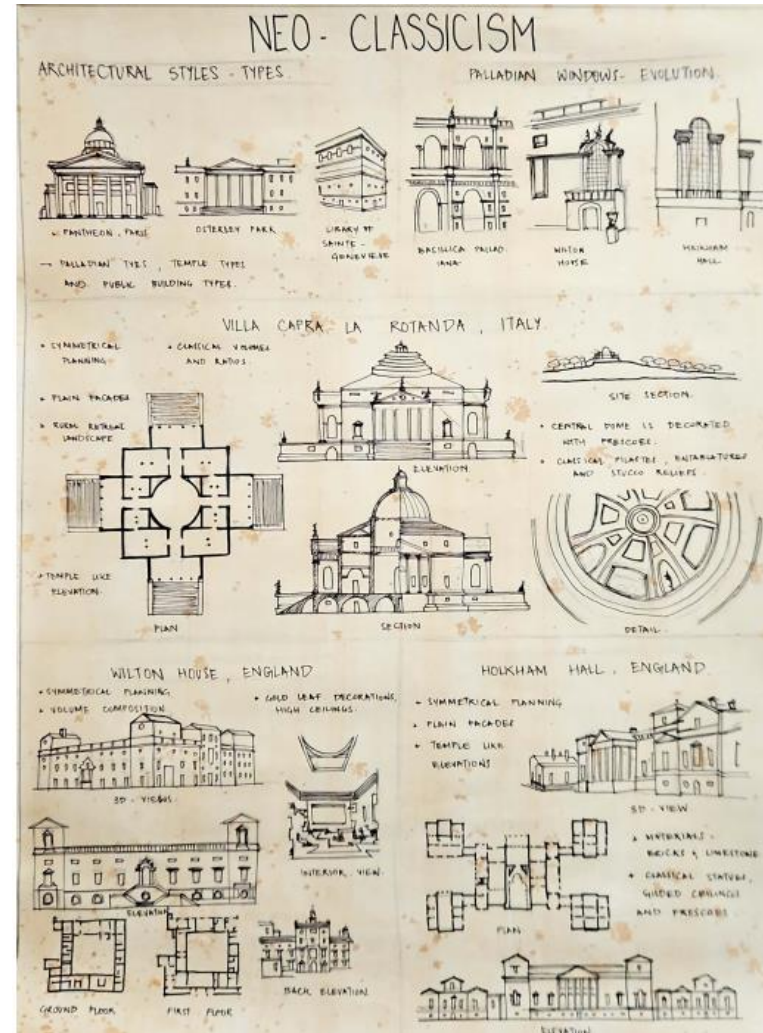 NEO - CLASSICISM
ARCHITECTURAL STYLES - TYPES.
PALLADIAN WINDOWS - EVOLUTION
PANTHEON, PARIS
OSTERLEY PARK
LIBRARY OF
SAINTE -
GENEVIEVE
→ PALLADIAN TYPES, TEMPLE TYPES
AND PUBLIC BUILDING TYPES.
BASILICA PALLAD
IANA-
WILTON
HOUSE
HALL
VILLA CAPRA LA ROTANDA, ITALY
SYMMETRICAL
PLANNING
CLASSICAL VOLUMES
AND RATIOS
PLAIN FACADES
RURAL RETREAT
LANDSCAPE
TEMPLE LIKE
ELEVATION
PLAN
ELEVATION
SECTION
SITE SECTION
CENTRAL DOME IS DECORATED
WITH FRESCOES.
CLASSICAL PILASTES, ENTABLATURES
AND STUCCO RELIEFS.
DETAIL
WILTON HOUSE, ENGLAND
SYMMETRICAL PLANNING
VOLUME COMPOSITION
GOLD LEAF DECORATIONS,
HIGH CEILINGS.
3D - VIEWS
INTERIOR VIEW
ELEVATION
GROUND FLOOR
FIRST FLOOR
BACK ELEVATION
HOLKHAM HALL, ENGLAND
SYMMETRICAL PLANNING
PLAIN FACADES
TEMPLE LIKE
ELEVATIONS
3D - VIEW
MATERIALS -
BRICKS & LIMESTONE
CLASSICAL STATUES,
GILDED CEILINGS
AND FRESCOES
PLAN
ELEVATION